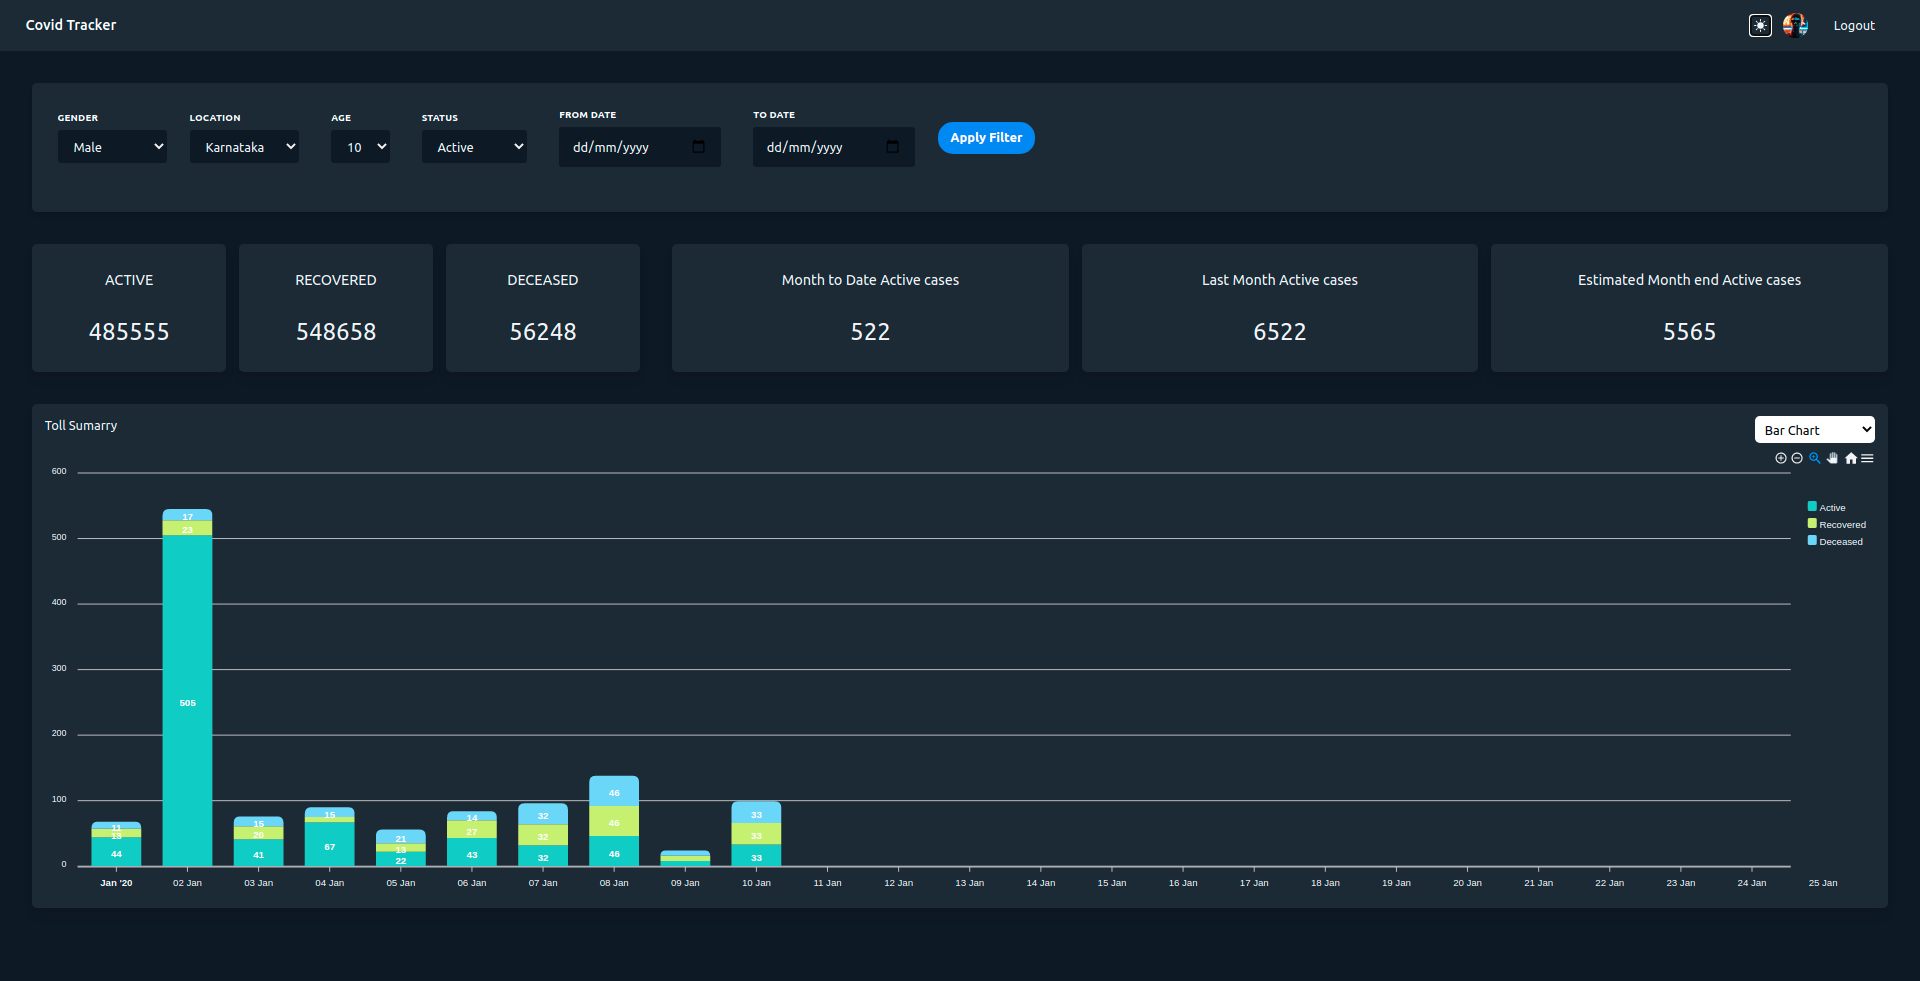 Covid Tracker
Logout
GENDER
LOCATION
AGE
STATUS
FROM DATE
TO DATE
Male
Karnataka
10
Active
dd/mm/yyyy
dd/mm/yyyy
Apply Filter
ACTIVE
RECOVERED
DECEASED
Month to Date Active cases
Last Month Active cases
Estimated Month end Active cases
485555
548658
56248
522
6522
5565
Toll Sumarry
Bar Chart
600
500
400
300
200
100
0
Active
Recovered
Deceased
11
13
44
17
23
505
15
20
41
15
67
21
13
22
14
27
43
32
32
32
46
46
46
33
33
33
Jan '20
02 Jan
03 Jan
04 Jan
05 Jan
06 Jan
07 Jan
08 Jan
09 Jan
10 Jan
11 Jan
12 Jan
13 Jan
14 Jan
15 Jan
16 Jan
17 Jan
18 Jan
19 Jan
20 Jan
21 Jan
22 Jan
23 Jan
24 Jan
25 Jan